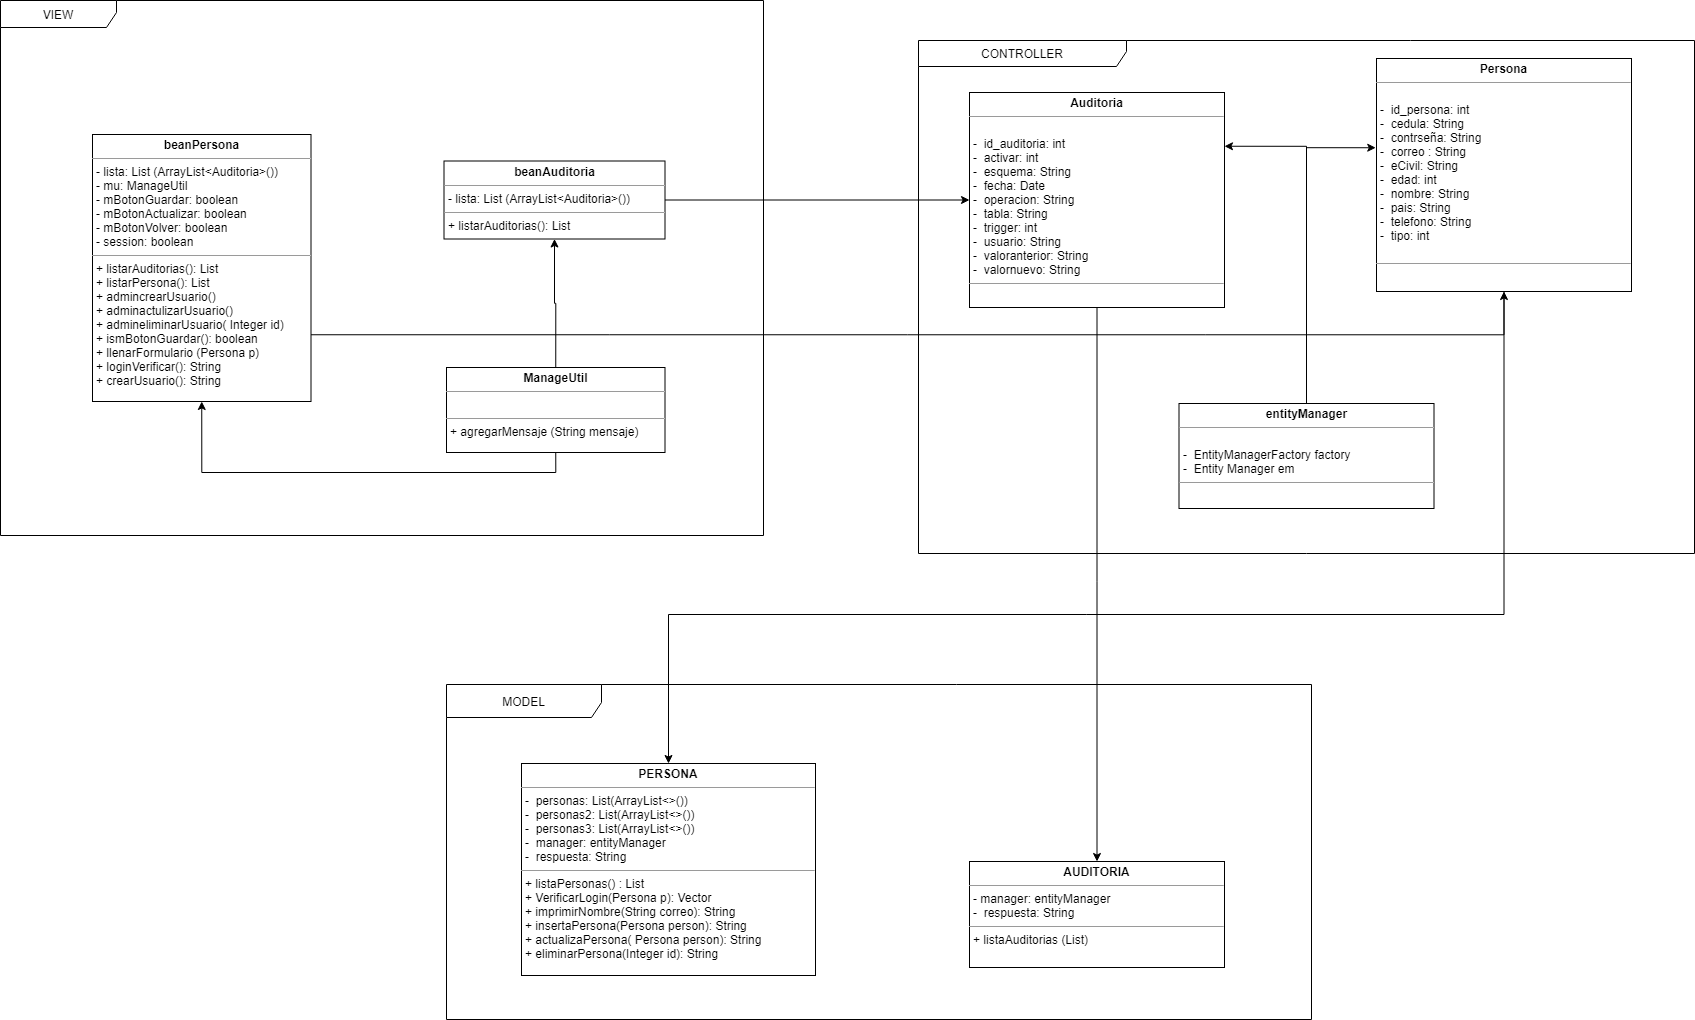 VIEW
beanPersona
- lista: List (ArrayList<Auditoria>())
- mu: ManageUtil
- mBotonGuardar: boolean
- mBotonActualizar: boolean
- mBotonVolver: boolean
- session: boolean
+ listarAuditorias(): List
+ listarPersona(): List
+ admincrearUsuario()
+ adminactulizarUsuario()
+ admineliminarUsuario( Integer id)
+ ismBotonGuardar(): boolean
+ llenarFormulario (Persona p)
+ loginVerificar(): String
+ crearUsuario(): String
beanAuditoria
- lista: List (ArrayList<Auditoria>())
+ listarAuditorias(): List
ManageUtil
+ agregarMensaje (String mensaje)
CONTROLLER
Auditoria
- id_auditoria: int
- activar: int
- esquema: String
- fecha: Date
- operacion: String
- tabla: String
- trigger: int
- usuario: String
- valoranterior: String
- valornuevo: String
Persona
- id_persona: int
- cedula: String
- contrseña: String
- correo : String
- eCivil: String
- edad: int
- nombre: String
- pais: String
- telefono: String
- tipo: int
entityManager
- EntityManagerFactory factory
- Entity Manager em
MODEL
PERSONA
- personas: List(ArrayList<>())
- personas2: List(ArrayList<>())
- personas3: List(ArrayList<>())
- manager: entityManager
- respuesta: String
+ listaPersonas() : List
+ VerificarLogin(Persona p): Vector
+ imprimirNombre(String correo): String
+ insertaPersona(Persona person): String
+ actualizaPersona( Persona person): String
+ eliminarPersona(Integer id): String
AUDITORIA
- manager: entityManager
- respuesta: String
+ listaAuditorias (List)